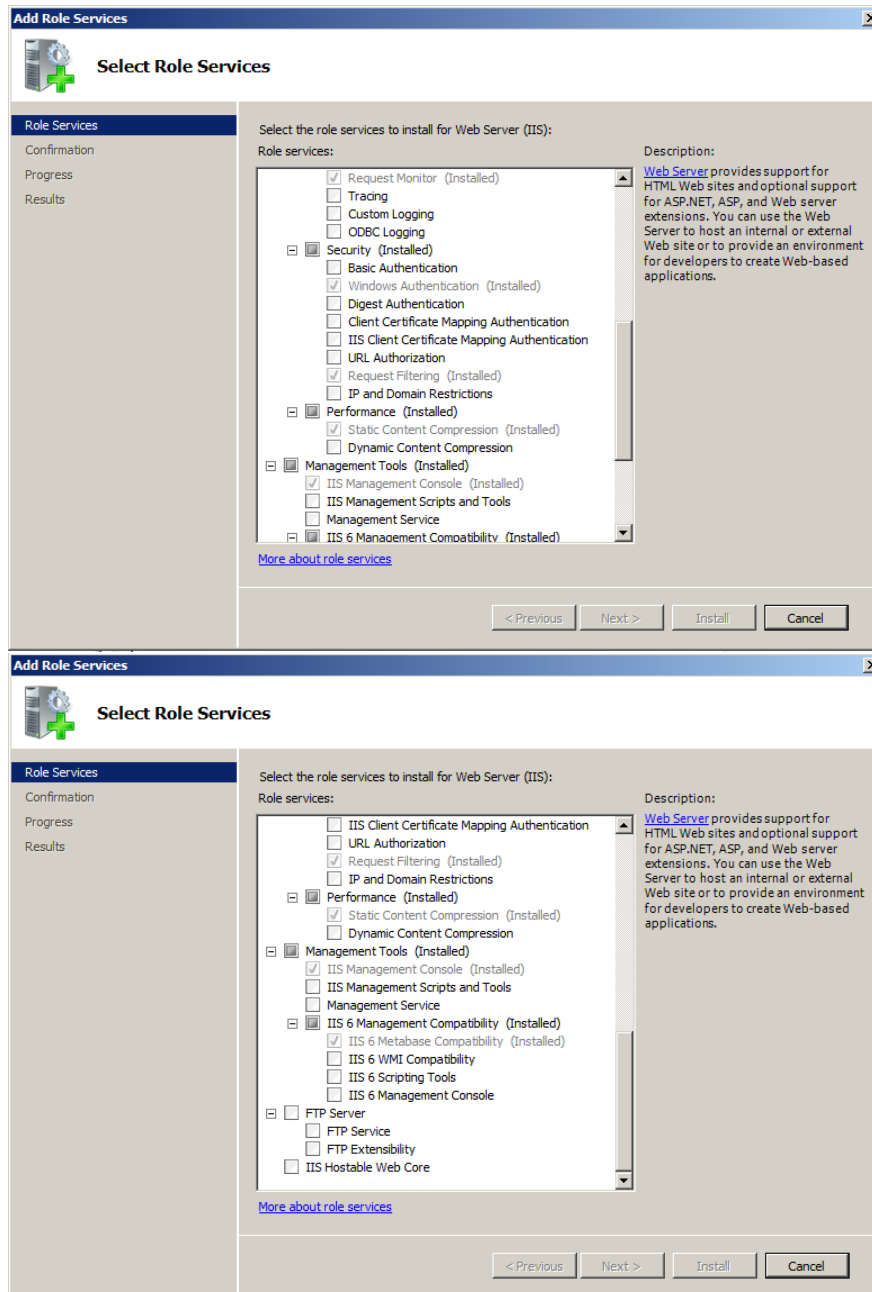 Add Role Services
Select Role Services
Role Services
Confirmation
Progress
Results
Select the role services to install for Web Server (IIS):
Role services:
Request Monitor (Installed)
Tracing
Custom Logging
ODBC Logging
Security (Installed)
Basic Authentication
Windows Authentication (Installed)
Digest Authentication
Client Certificate Mapping Authentication
IIS Client Certificate Mapping Authentication
URL Authorization
Request Filtering (Installed)
IP and Domain Restrictions
Performance (Installed)
Static Content Compression (Installed)
Dynamic Content Compression
Management Tools (Installed)
IIS Management Console (Installed)
IIS Management Scripts and Tools
Management Service
IIS 6 Management Compatibility (Installed)
More about role services
Description:
Web Server provides support for
HTML Web sites and optional support
for ASP.NET, ASP, and Web server
extensions. You can use the Web
Server to host an internal or external
Web site or to provide an environment
for developers to create Web-based
applications.
< Previous
Next >
Install
Cancel
Add Role Services
Select Role Services
Role Services
Confirmation
Progress
Results
Select the role services to install for Web Server (IIS):
Role services:
IIS Client Certificate Mapping Authentication
URL Authorization
Request Filtering (Installed)
IP and Domain Restrictions
Performance (Installed)
Static Content Compression (Installed)
Dynamic Content Compression
Management Tools (Installed)
IIS Management Console (Installed)
IIS Management Scripts and Tools
Management Service
IIS 6 Management Compatibility (Installed)
IIS 6 Metabase Compatibility (Installed)
IIS 6 WMI Compatibility
IIS 6 Scripting Tools
IIS 6 Management Console
FTP Server
FTP Service
FTP Extensibility
IIS Hostable Web Core
More about role services
Description:
Web Server provides support for
HTML Web sites and optional support
for ASP.NET, ASP, and Web server
extensions. You can use the Web
Server to host an internal or external
Web site or to provide an environment
for developers to create Web-based
applications.
< Previous
Next >
Install
Cancel